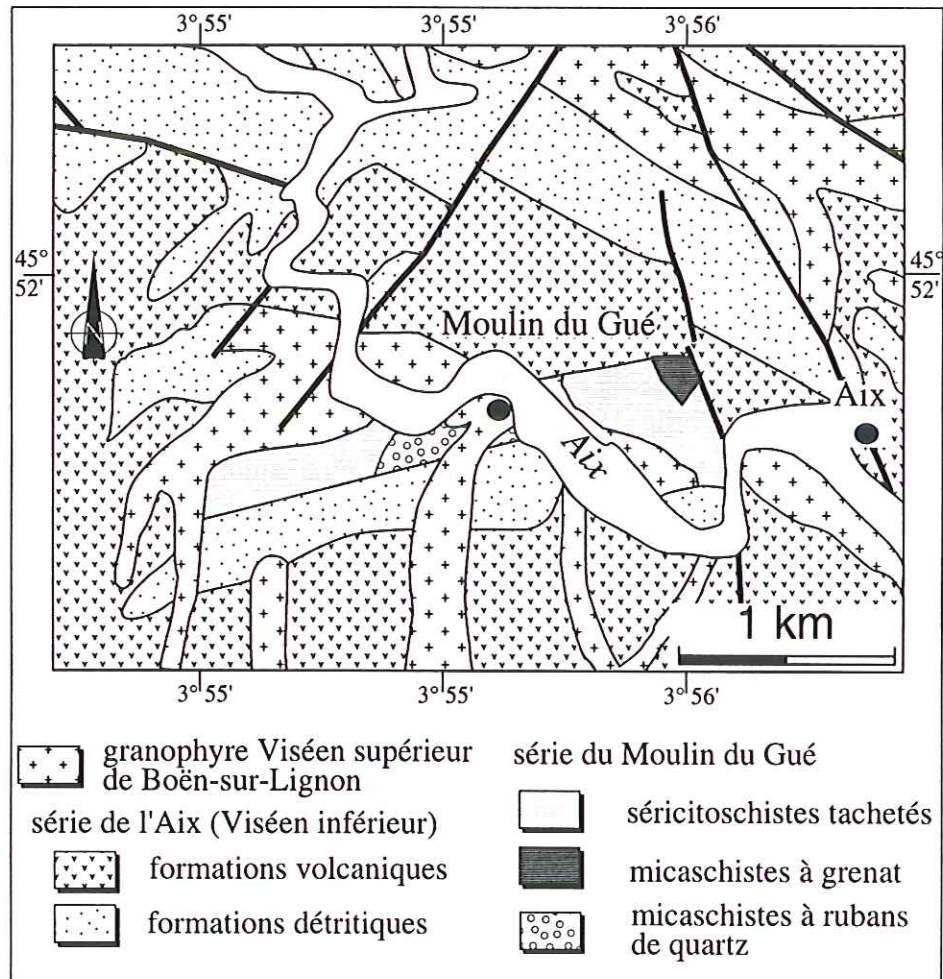 3° 55' 3° 55' 3° 56'
45°
52'
45°
52'
N
Moulin du Gué
Aix
Aix
1 km
3° 55' 3° 55' 3° 56'
granophyre Viséen supérieur
de Boën-sur-Lignon
série de l'Aix (Viséen inférieur)
formations volcaniques
formations détritiques
série du Moulin du Gué
séricitoschistes tachetés
micaschistes à grenat
micaschistes à rubans
de quartz